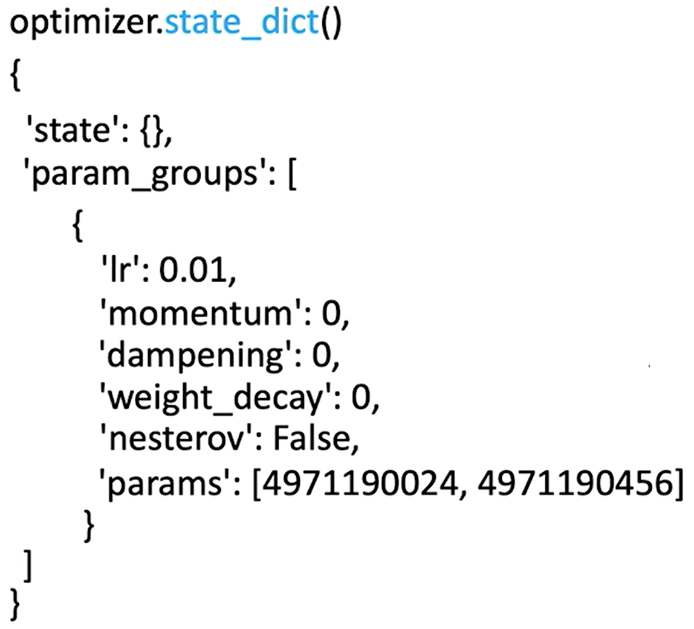 optimizer.state_dict()
{
'state': {},
'param_groups': [
{
'lr': 0.01,
'momentum': 0,
'dampening': 0,
'weight_decay': 0,
'nesterov': False,
'params': [4971190024, 4971190456]
}
]
}